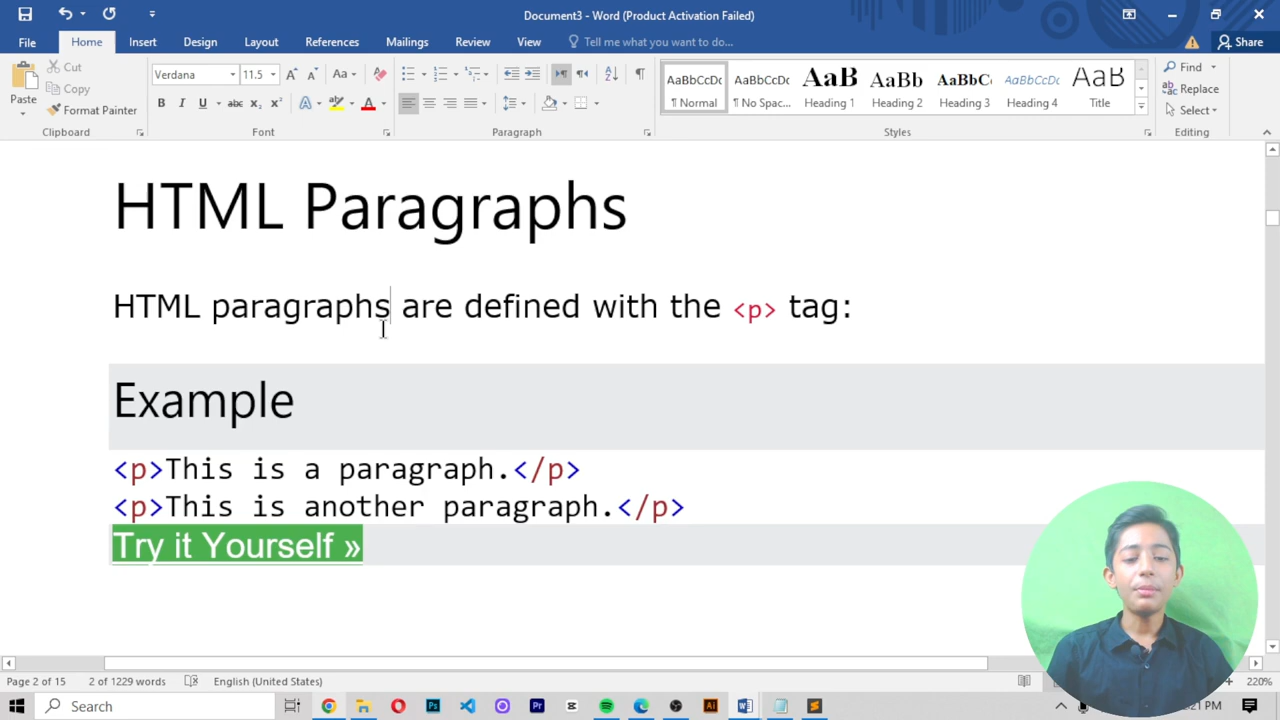 Document3 - Word (Product Activation Failed)
File Home Insert Design Layout References Mailings Review View Tell me what you want to do... Share
Paste
Cut
Copy
Format Painter
Clipboard
Verdana 11.5
Font
Paragraph
AaBbCcDc AaBbCcDc AaB AaBb AaBbC AaBbCcDc AaB
¶ Normal ¶ No Spac... Heading 1 Heading 2 Heading 3 Heading 4 Title
Styles
Find
Replace
Select
Editing
HTML Paragraphs
HTML paragraphs are defined with the <p> tag:
Example
<p>This is a paragraph.</p>
<p>This is another paragraph.</p>
Try it Yourself »
Page 2 of 15 2 of 1229 words English (United States) 220%
Search